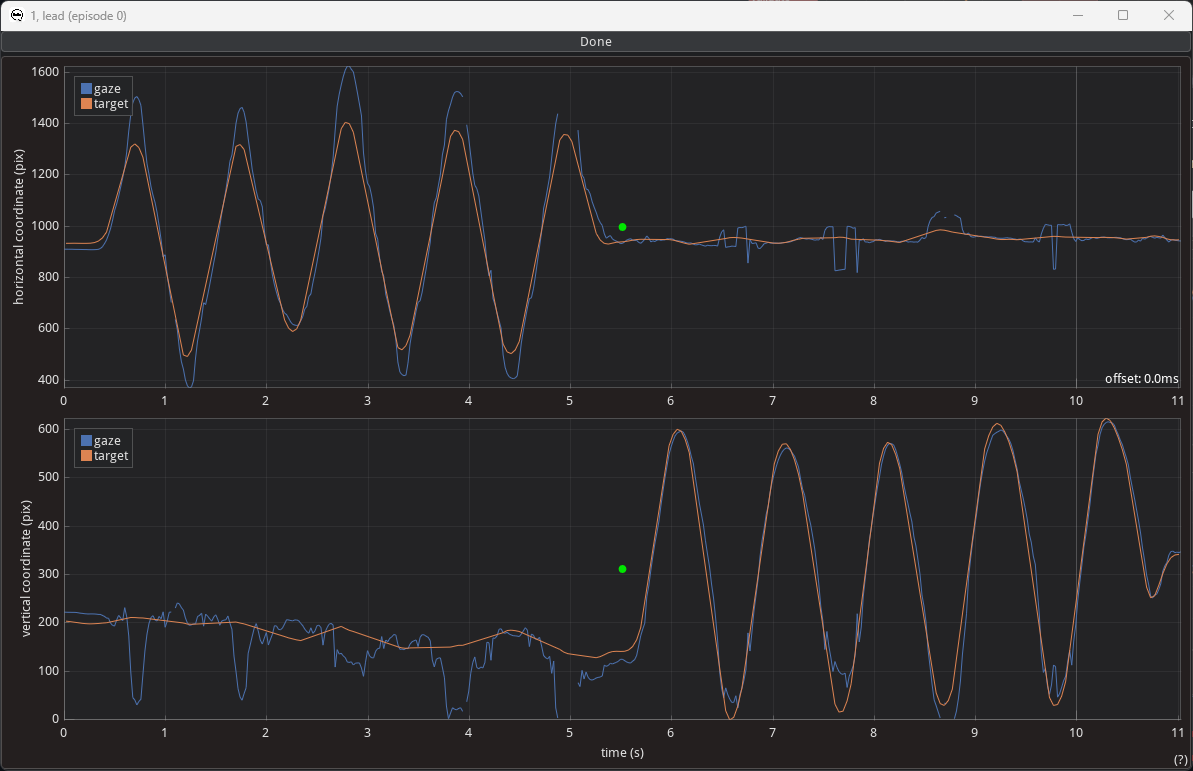 1, lead (episode 0)
Done
gaze
target
horizontal coordinate (pix)
1600
1400
1200
1000
800
600
400
offset: 0.0ms
0 1 2 3 4 5 6 7 8 9 10 11
gaze
target
vertical coordinate (pix)
600
500
400
300
200
100
0
0 1 2 3 4 5 6 7 8 9 10 11
time (s)
(?)